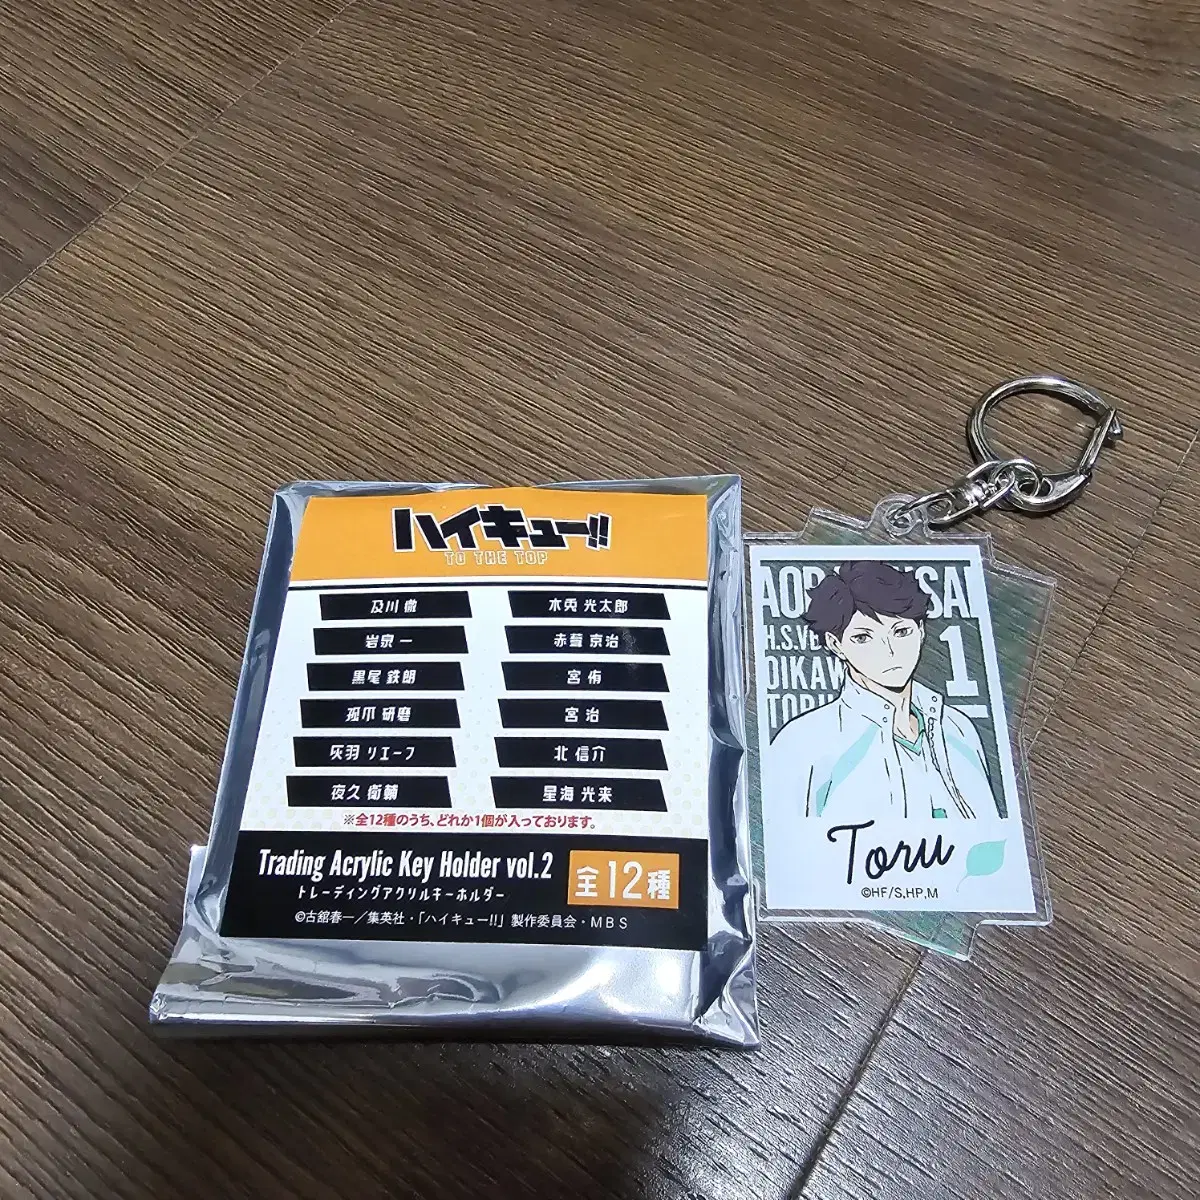 ハイキュー!!
TO THE TOP
及川 徹
木兎 光太郎
岩泉 一
赤葦 京治
黒尾 鉄朗
宮 侑
孤爪 研磨
宮 治
灰羽 リエーフ
北 信介
夜久 衛輔
星海 光来
※全12種のうち、どれか1個が入っております。
Trading Acrylic Key Holder vol.2
トレーディングアクリルキーホルダー
全12種
©古舘春一／集英社・「ハイキュー!!」製作委員会・MBS
H.S.
OIKAW
1
Toru
©HF/S,HP,M